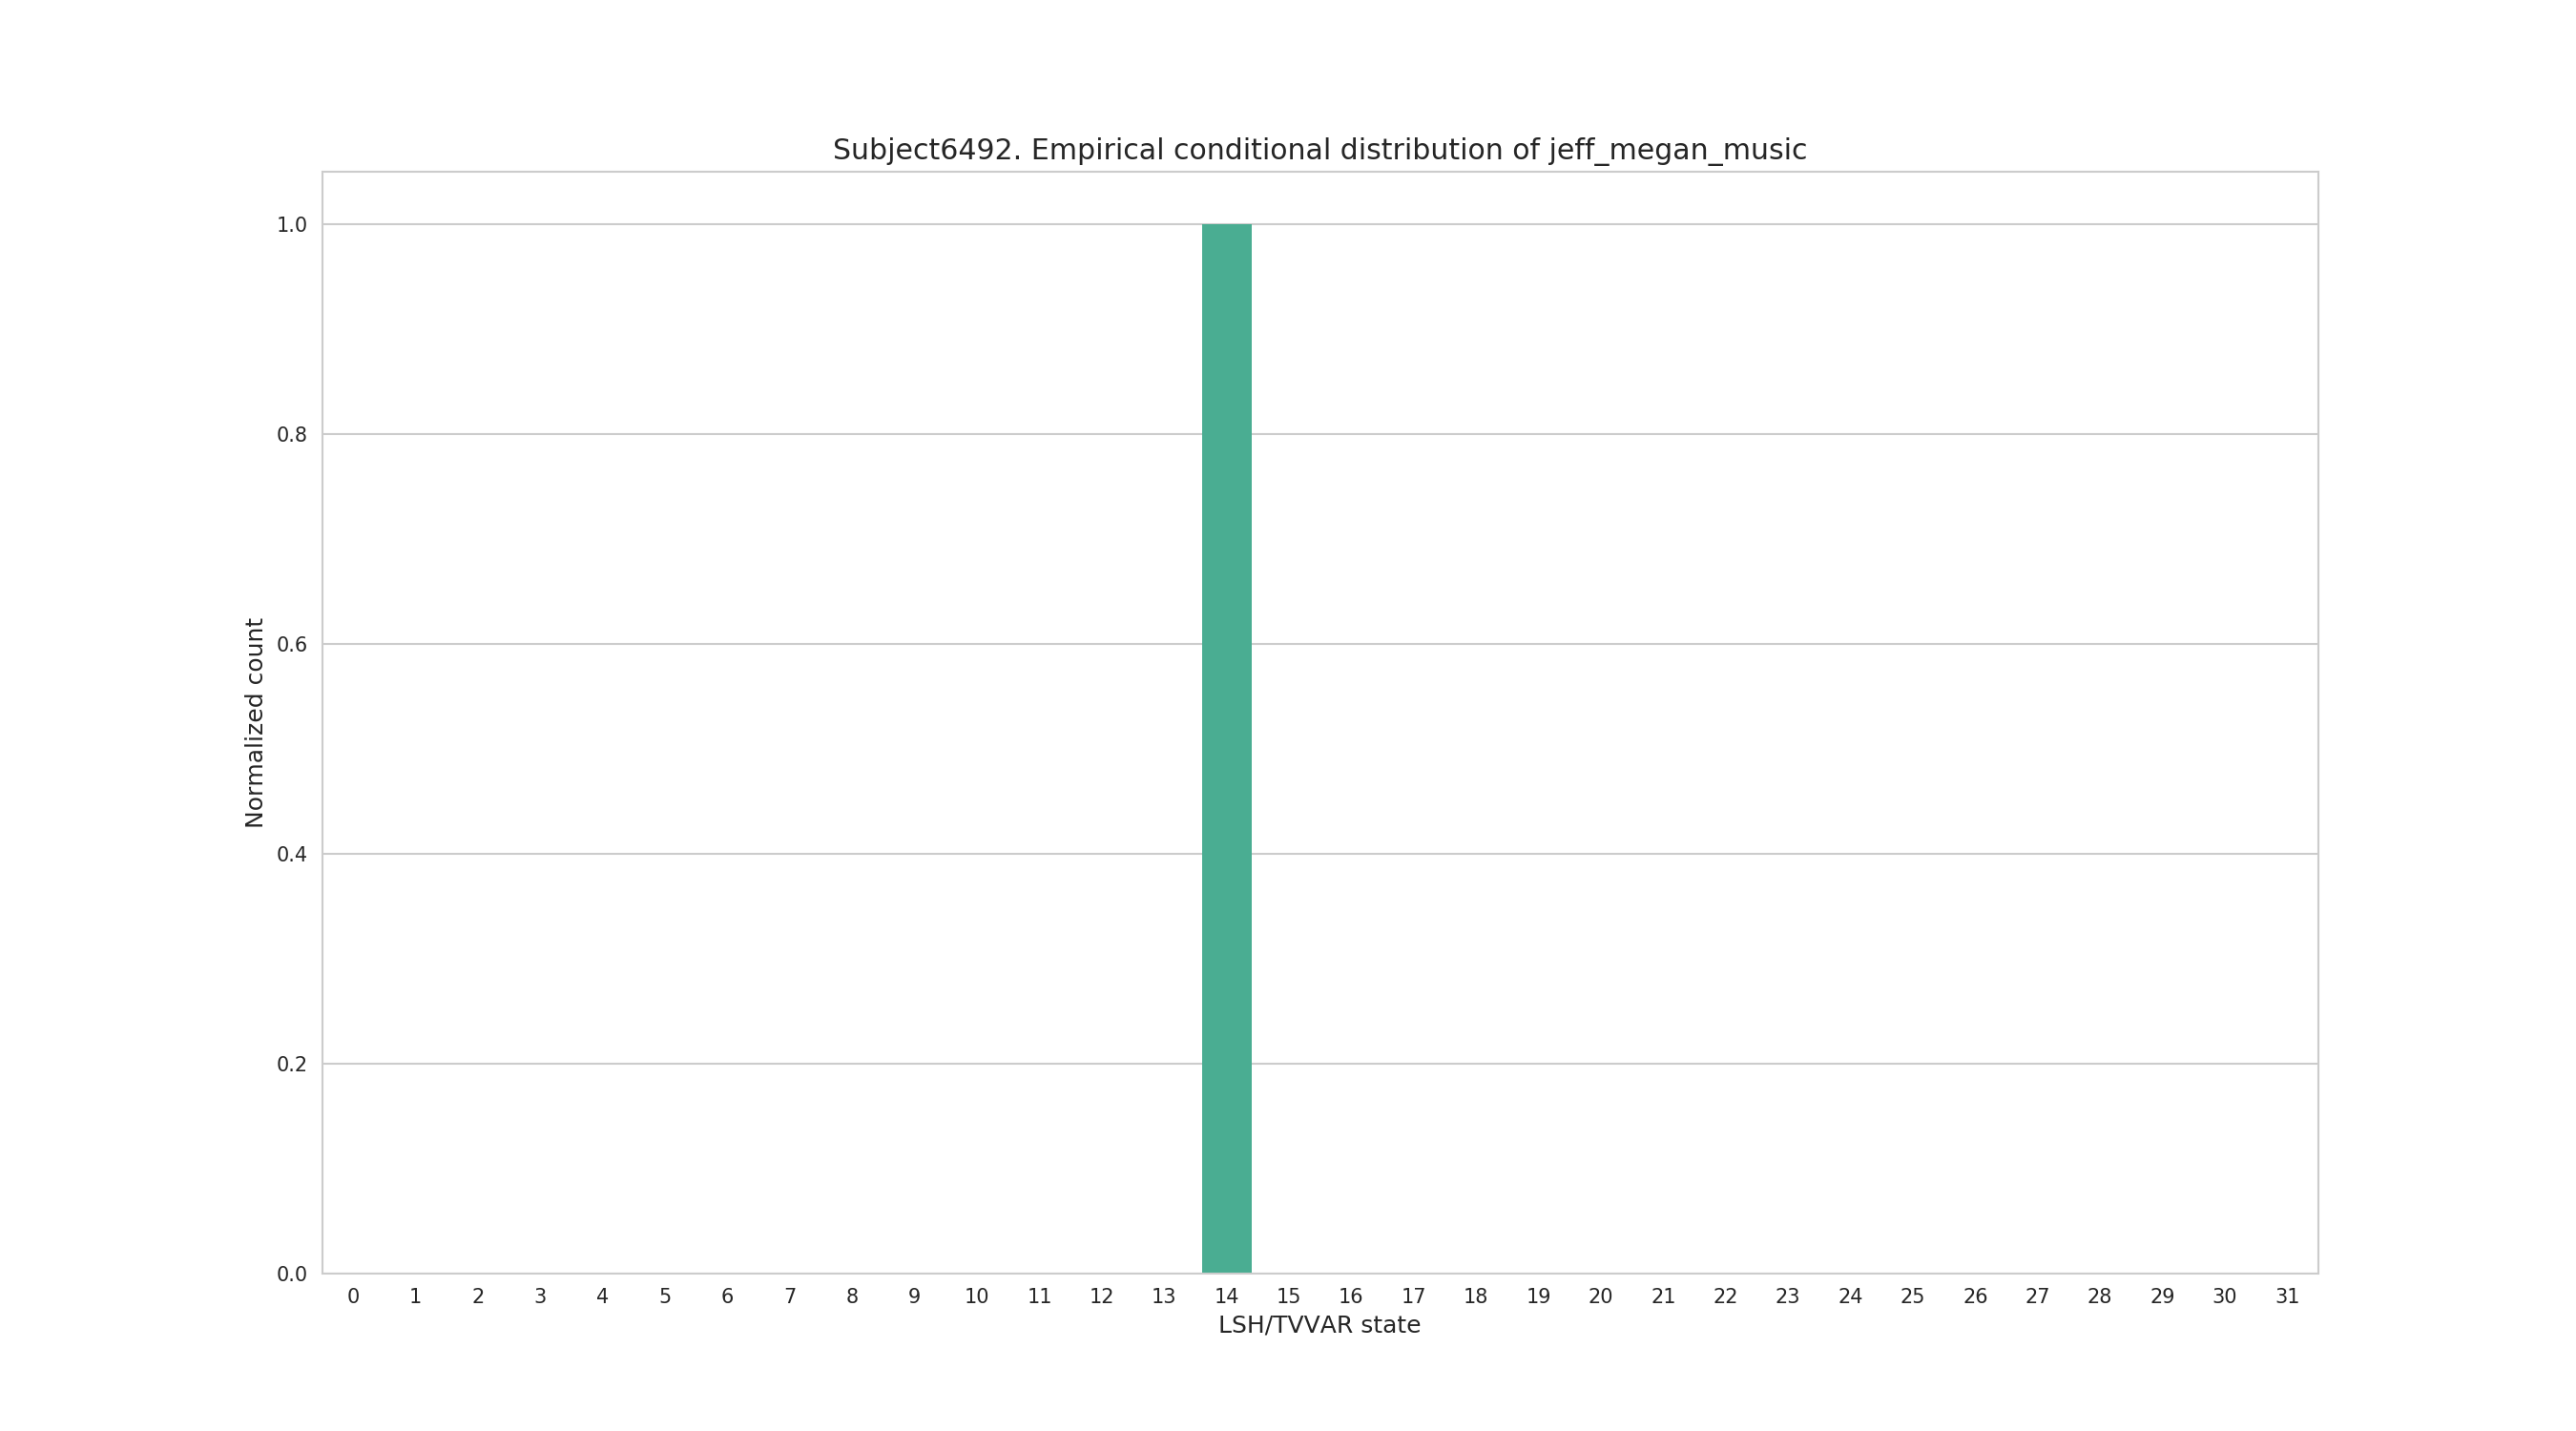 Subject6492. Empirical conditional distribution of jeff_megan_music
1.0
0.8
0.6
0.4
0.2
0.0
Normalized count
0 1 2 3 4 5 6 7 8 9 10 11 12 13 14 15 16 17 18 19 20 21 22 23 24 25 26 27 28 29 30 31
LSH/TVVAR state